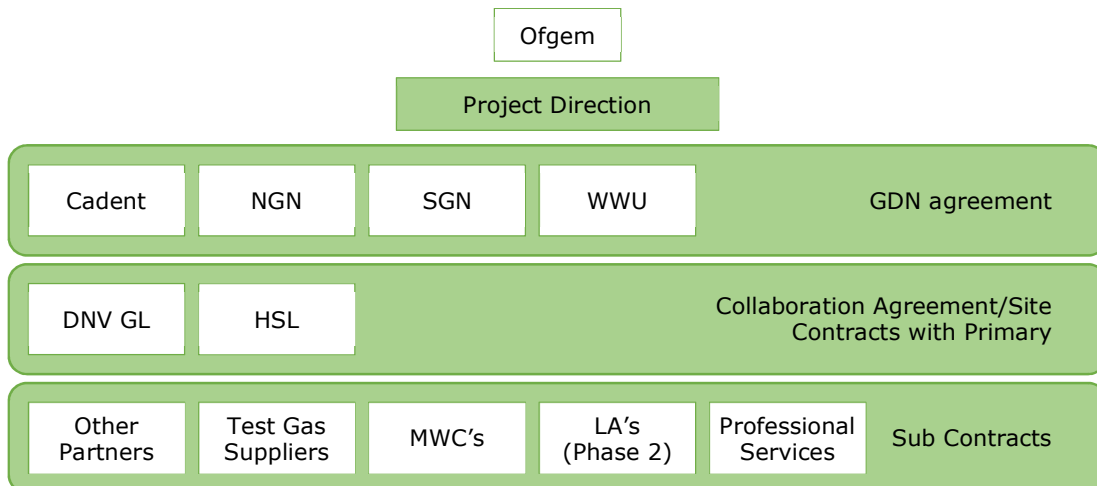 Ofgem
Project Direction
Cadent
NGN
SGN
WWU
GDN agreement
DNV GL
HSL
Collaboration Agreement/Site
Contracts with Primary
Other
Partners
Test Gas
Suppliers
MWC's
LA's
(Phase 2)
Professional
Services
Sub Contracts